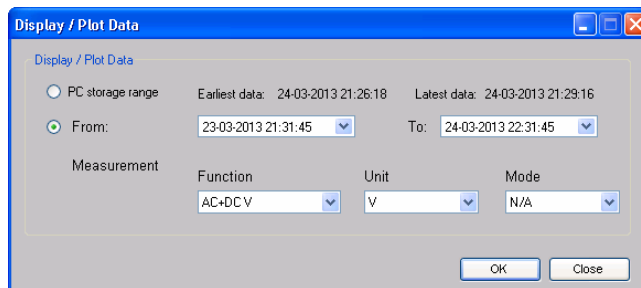 Display / Plot Data
Display / Plot Data
PC storage range Earliest data: 24-03-2013 21:26:18 Latest data: 24-03-2013 21:29:16
From: 23-03-2013 21:31:45 To: 24-03-2013 22:31:45
Measurement
Function Unit Mode
AC+DC V V N/A
OK Close